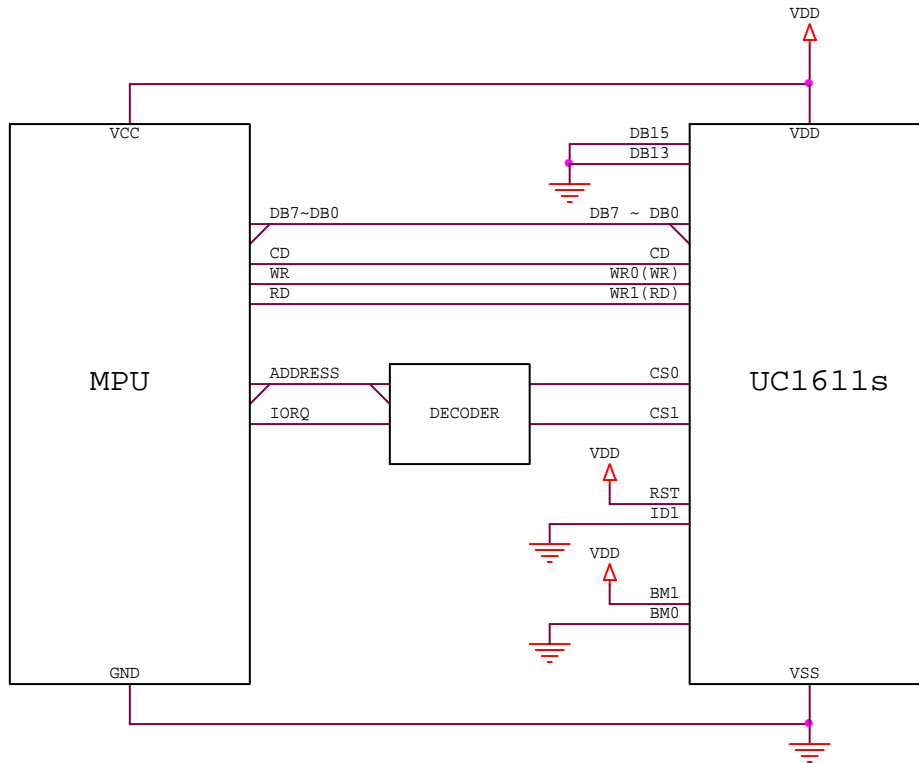 VDD
VCC
VDD
DB15
DB13
DB7~DB0
DB7 ~ DB0
CD
CD
WR
WR0(WR)
RD
WR1(RD)
MPU
ADDRESS
DECODER
CS0
UC1611s
IORQ
CS1
VDD
RST
ID1
VDD
BM1
BM0
GND
VSS